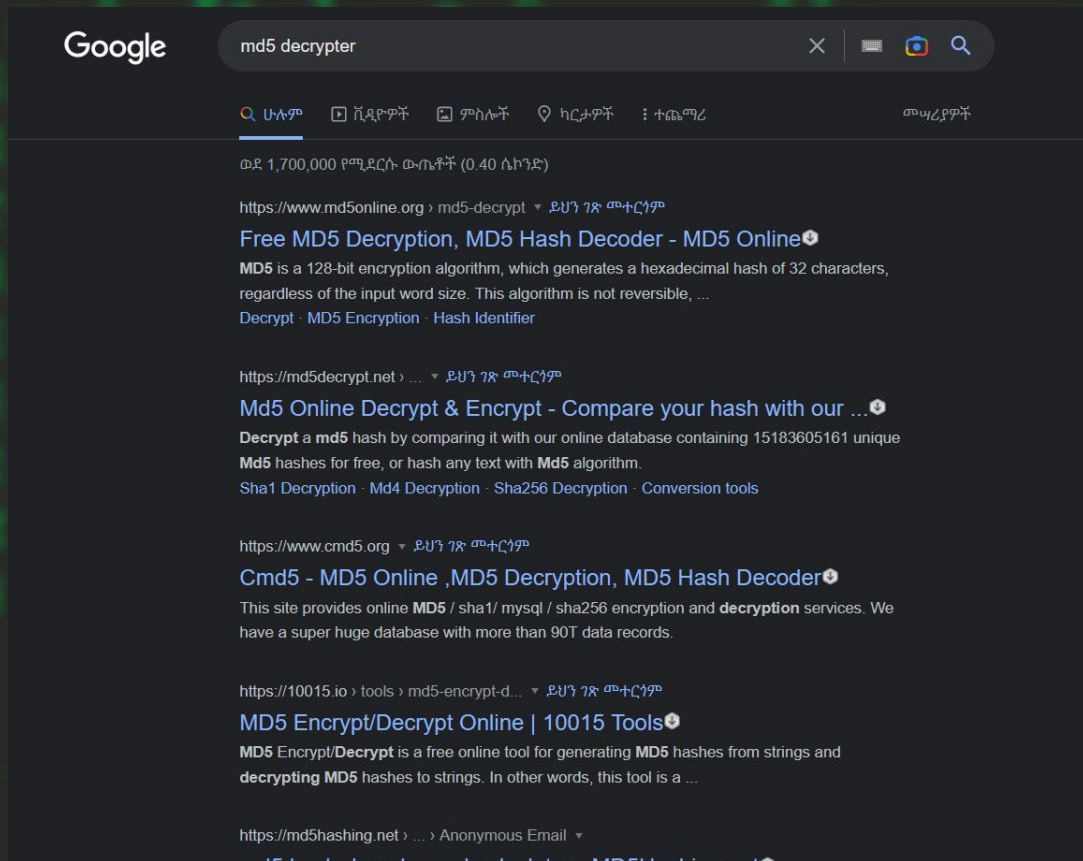 Google
md5 decrypter
ሁሉም ቪዲዮዎች ምስሎች ካርታዎች ተጨማሪ መሣሪያዎች
ወደ 1,700,000 የሚደርሱ ውጤቶች (0.40 ሴኮንድ)
https://www.md5online.org › md5-decrypt ይህን ገጽ መተርጎም
Free MD5 Decryption, MD5 Hash Decoder - MD5 Online
MD5 is a 128-bit encryption algorithm, which generates a hexadecimal hash of 32 characters,
regardless of the input word size. This algorithm is not reversible, ...
Decrypt · MD5 Encryption · Hash Identifier
https://md5decrypt.net › ... ይህን ገጽ መተርጎም
Md5 Online Decrypt & Encrypt - Compare your hash with our ...
Decrypt a md5 hash by comparing it with our online database containing 15183605161 unique
Md5 hashes for free, or hash any text with Md5 algorithm.
Sha1 Decryption · Md4 Decryption · Sha256 Decryption · Conversion tools
https://www.cmd5.org ይህን ገጽ መተርጎም
Cmd5 - MD5 Online ,MD5 Decryption, MD5 Hash Decoder
This site provides online MD5 / sha1/ mysql / sha256 encryption and decryption services. We
have a super huge database with more than 90T data records.
https://10015.io › tools › md5-encrypt-d... ይህን ገጽ መተርጎም
MD5 Encrypt/Decrypt Online | 10015 Tools
MD5 Encrypt/Decrypt is a free online tool for generating MD5 hashes from strings and
decrypting MD5 hashes to strings. In other words, this tool is a ...
https://md5hashing.net › ... › Anonymous Email